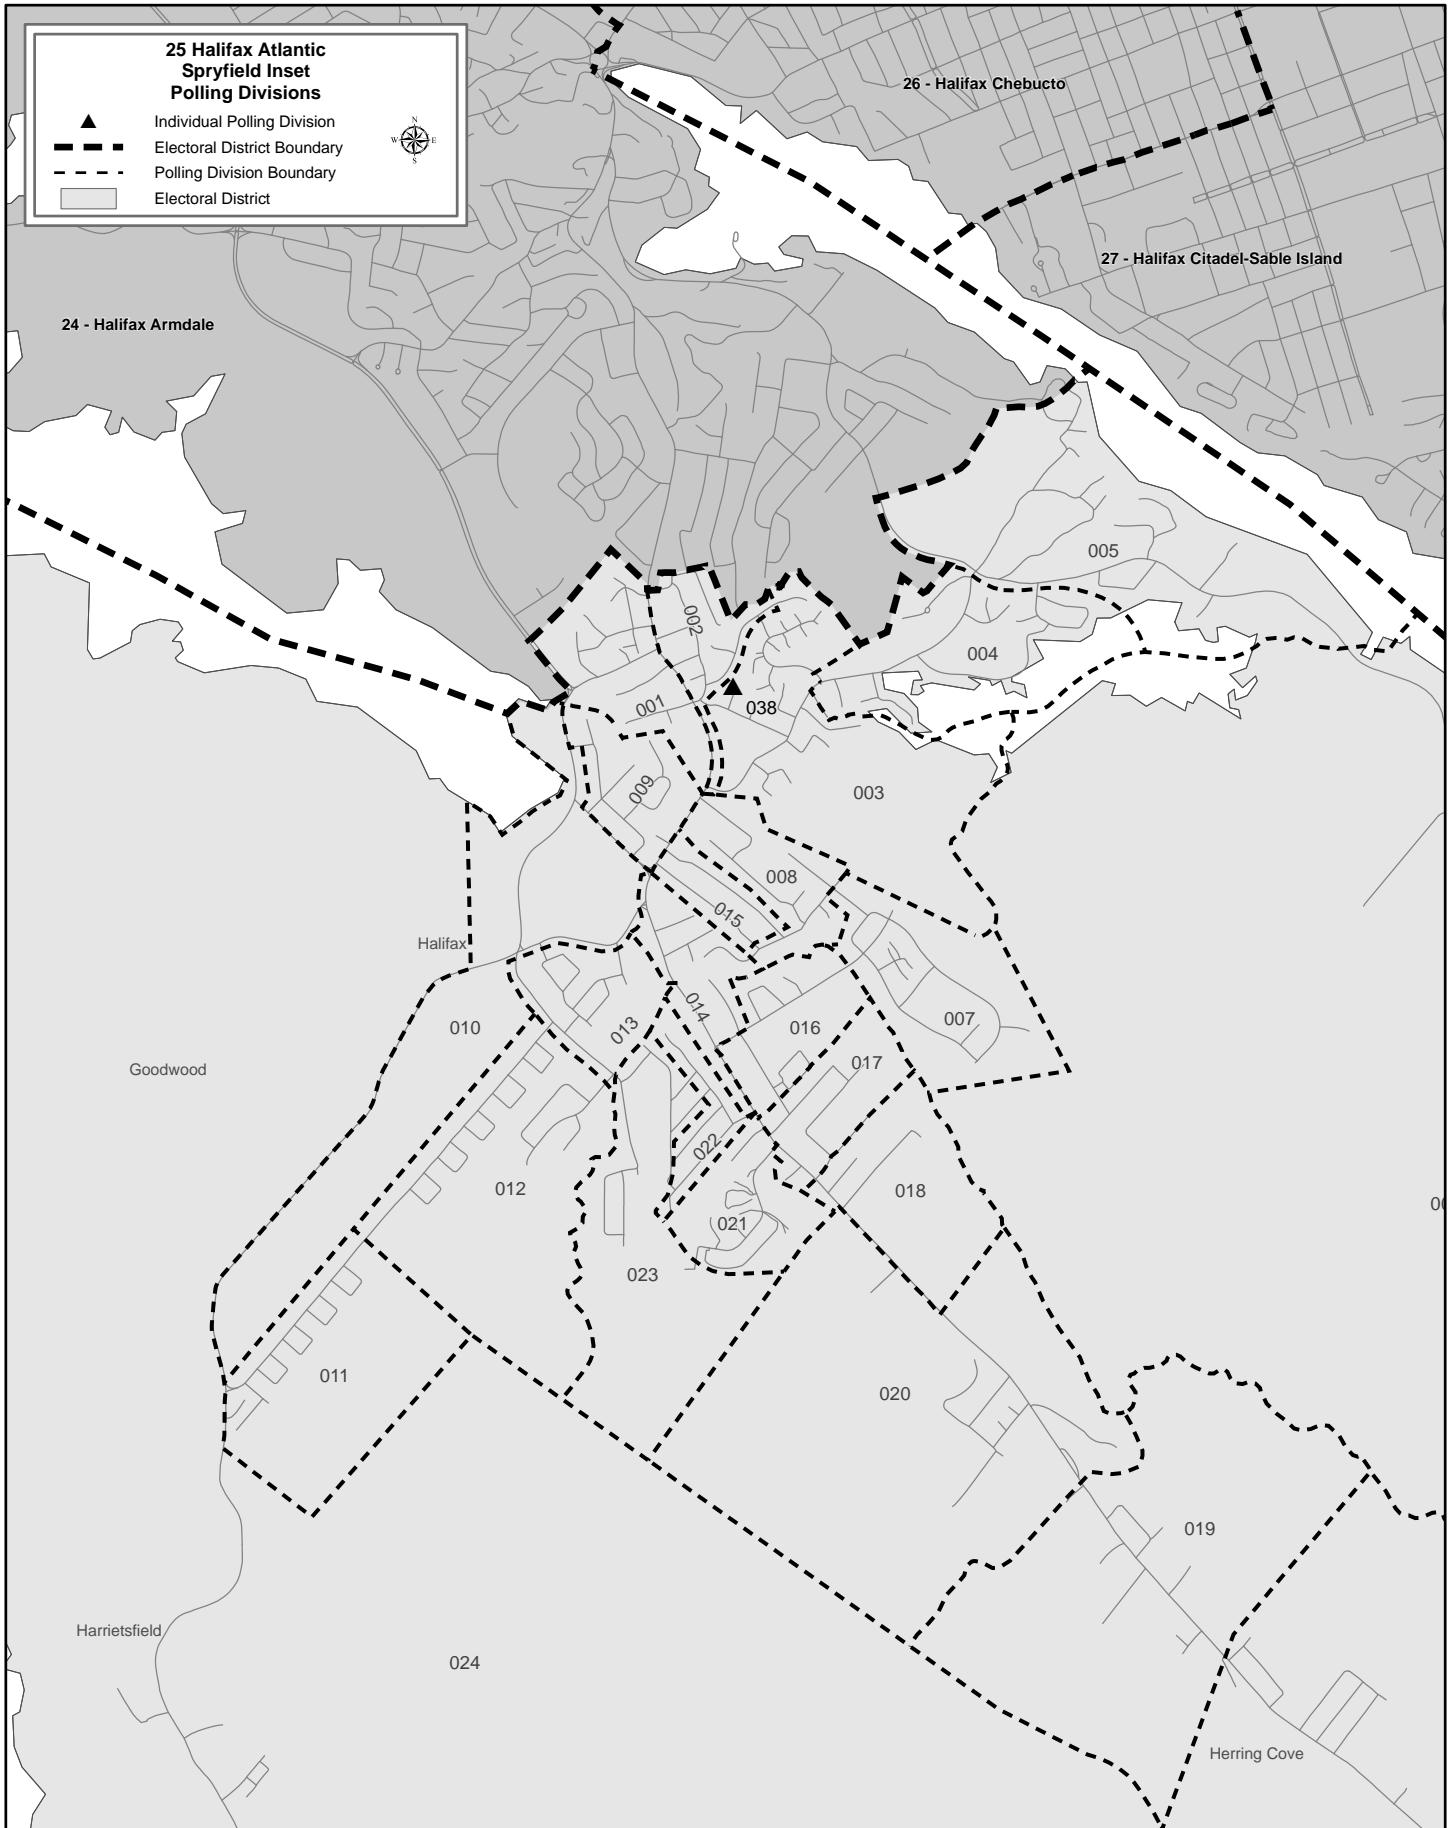 25 Halifax Atlantic
Spryfield Inset
Polling Divisions
Individual Polling Division
Electoral District Boundary
Polling Division Boundary
Electoral District
N
W
E
S
26 - Halifax Chebucto
27 - Halifax Citadel-Sable Island
24 - Halifax Armdale
005
002
004
001
038
009
003
008
015
Halifax
014
010
013
016
007
017
Goodwood
022
012
018
021
023
011
020
019
Harrietsfield
024
Herring Cove